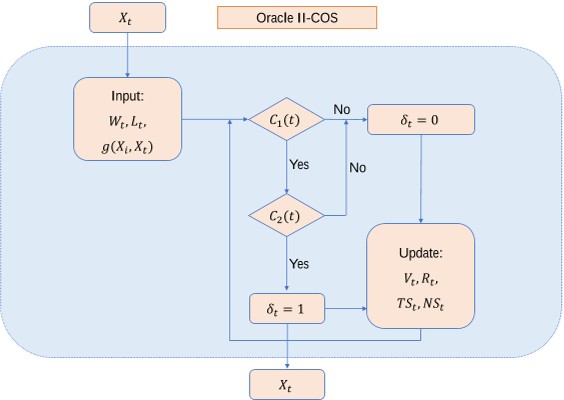 X_t
Oracle II-COS
Input:
W_t, L_t,
g(X_i, X_t)
C_1(t)
No
δ_t = 0
Yes
No
C_2(t)
Yes
Update:
V_t, R_t,
TS_t, NS_t
δ_t = 1
X_t